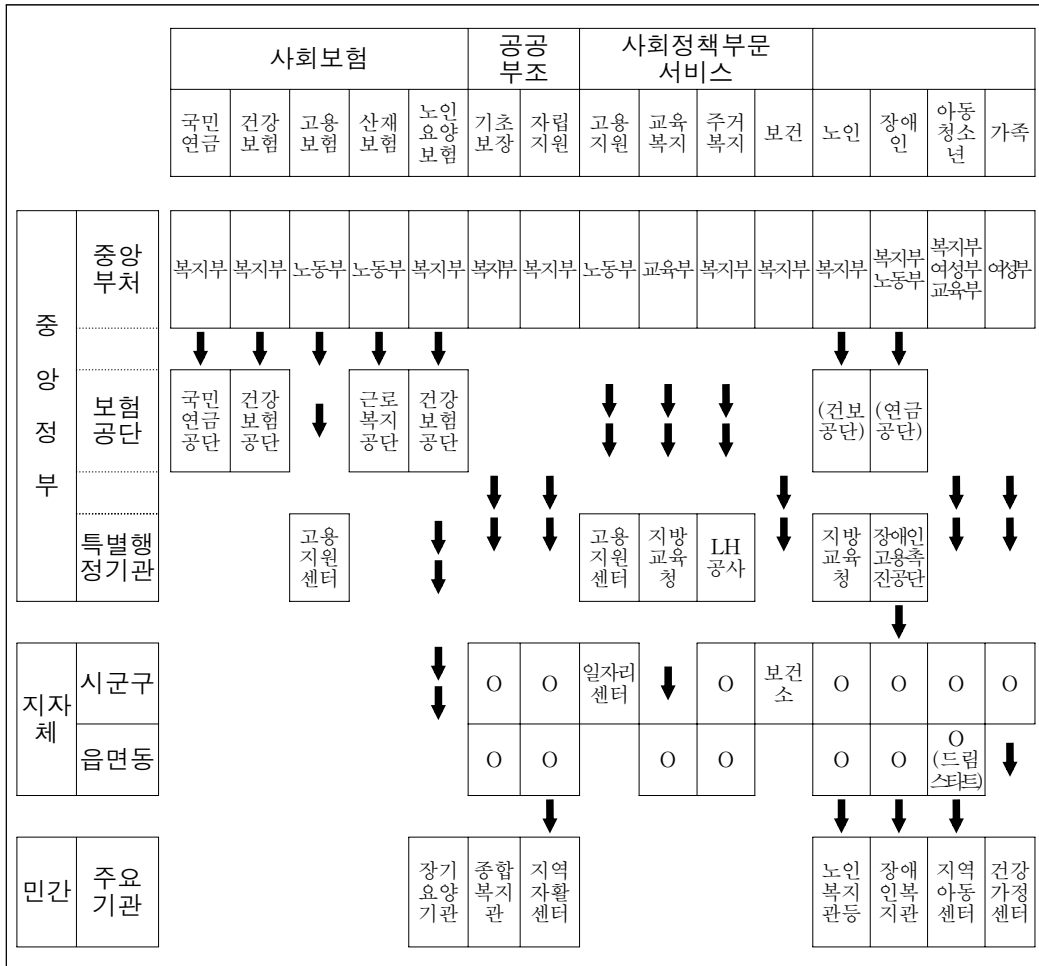 사회보험
공공
부조
사회정책부문
서비스
국민
연금
건강
보험
고용
보험
산재
보험
노인
요양
보험
기초
보장
자립
지원
고용
지원
교육
복지
주거
복지
보건
노인
장애
인
아동
청소
년
가족
중
앙
정
부
중앙
부처
복지부
복지부
노동부
노동부
복지부
복지부
복지부
노동부
교육부
복지부
복지부
복지부
복지부
노동부
복지부
여성부
교육부
여성부
보험
공단
국민
연금
공단
건강
보험
공단
근로
복지
공단
건강
보험
공단
(건보
공단)
(연금
공단)
특별행
정기관
고용
지원
센터
고용
지원
센터
지방
교육
청
LH
공사
지방
교육
청
장애인
고용촉
진공단
지자
체
시군구
O
O
일자리
센터
O
보건
소
O
O
O
O
읍면동
O
O
O
O
O
O
O
(드림
스타트)
민간
주요
기관
장기
요양
기관
종합
복지
관
지역
자활
센터
노인
복지
관등
장애
인복
지관
지역
아동
센터
건강
가정
센터